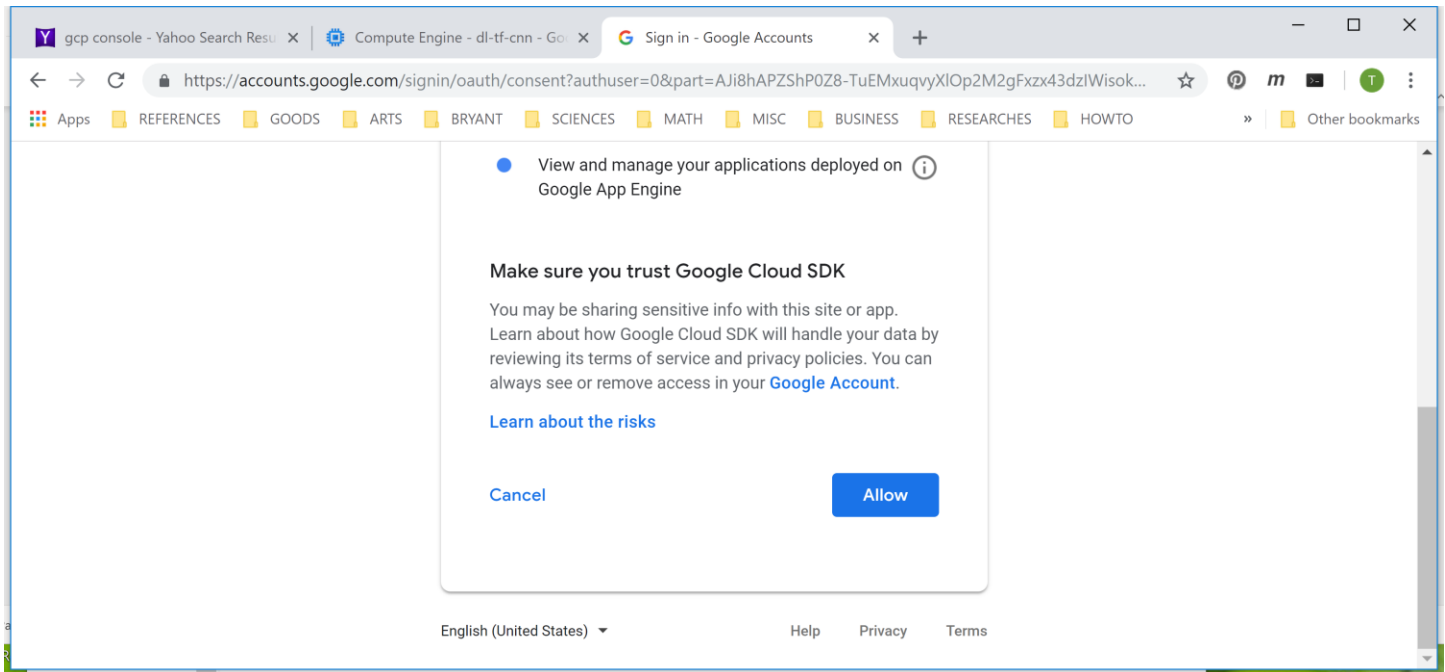 gcp console - Yahoo Search Resu
Compute Engine - dl-tf-cnn - Goo
Sign in - Google Accounts
https://accounts.google.com/signin/oauth/consent?authuser=0&part=AJi8hAPZShP0Z8-TuEMxuqvyXlOp2M2gFxzx43dzIWisok...
m
T
Apps REFERENCES GOODS ARTS BRYANT SCIENCES MATH MISC BUSINESS RESEARCHES HOWTO » Other bookmarks
View and manage your applications deployed on
Google App Engine
Make sure you trust Google Cloud SDK
You may be sharing sensitive info with this site or app.
Learn about how Google Cloud SDK will handle your data by
reviewing its terms of service and privacy policies. You can
always see or remove access in your Google Account.
Learn about the risks
Cancel Allow
English (United States) Help Privacy Terms